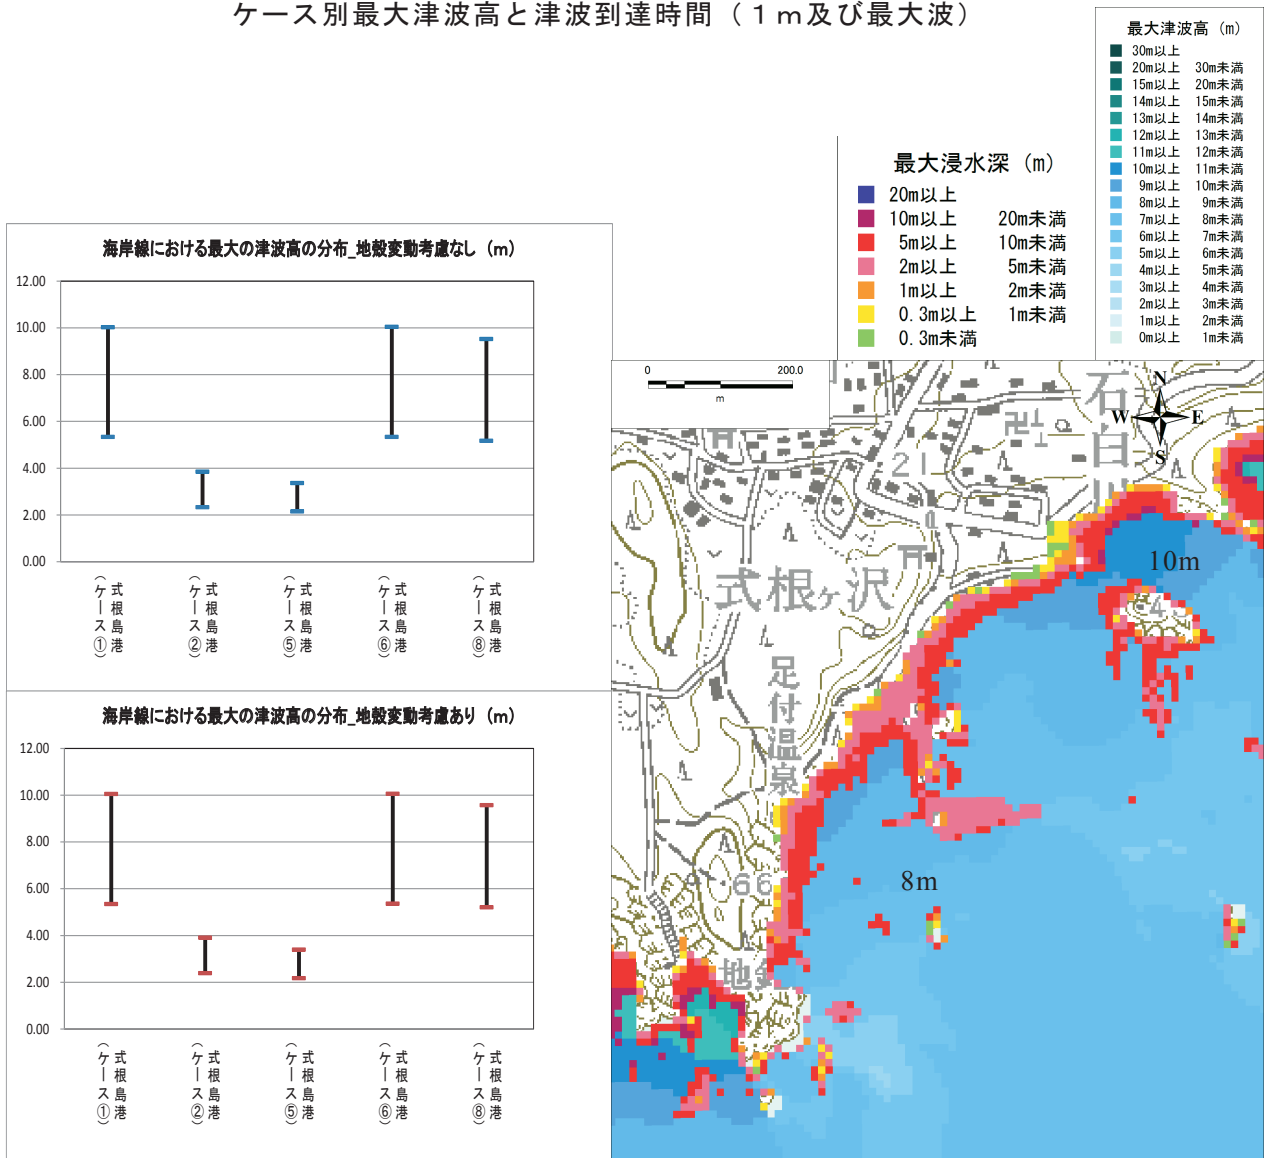 ケース別最大津波高と津波到達時間（１ｍ及び最大波）
最大津波高（m）
30m以上
20m以上 30m未満
15m以上 20m未満
14m以上 15m未満
13m以上 14m未満
12m以上 13m未満
11m以上 12m未満
10m以上 11m未満
9m以上 10m未満
8m以上 9m未満
7m以上 8m未満
6m以上 7m未満
5m以上 6m未満
4m以上 5m未満
3m以上 4m未満
2m以上 3m未満
1m以上 2m未満
0m以上 1m未満
最大浸水深（m）
20m以上
10m以上 20m未満
5m以上 10m未満
2m以上 5m未満
1m以上 2m未満
0.3m以上 1m未満
0.3m未満
海岸線における最大の津波高の分布_地殻変動考慮なし（m）
12.00
10.00
8.00
6.00
4.00
2.00
0.00
式根島港
（ケース①）
式根島港
（ケース②）
式根島港
（ケース⑤）
式根島港
（ケース⑥）
式根島港
（ケース⑧）
海岸線における最大の津波高の分布_地殻変動考慮あり（m）
12.00
10.00
8.00
6.00
4.00
2.00
0.00
式根島港
（ケース①）
式根島港
（ケース②）
式根島港
（ケース⑤）
式根島港
（ケース⑥）
式根島港
（ケース⑧）
0 200.0
m
N
W E
S
石白川
21
10m
4
式根ヶ沢
足付温泉
8m
66
地